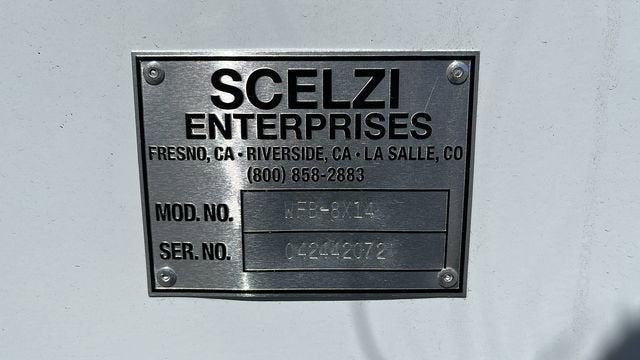 SCELZI
ENTERPRISES
FRESNO, CA • RIVERSIDE, CA • LA SALLE, CO
(800) 858-2883
MOD. NO. WFB-8X14
SER. NO. 042442072